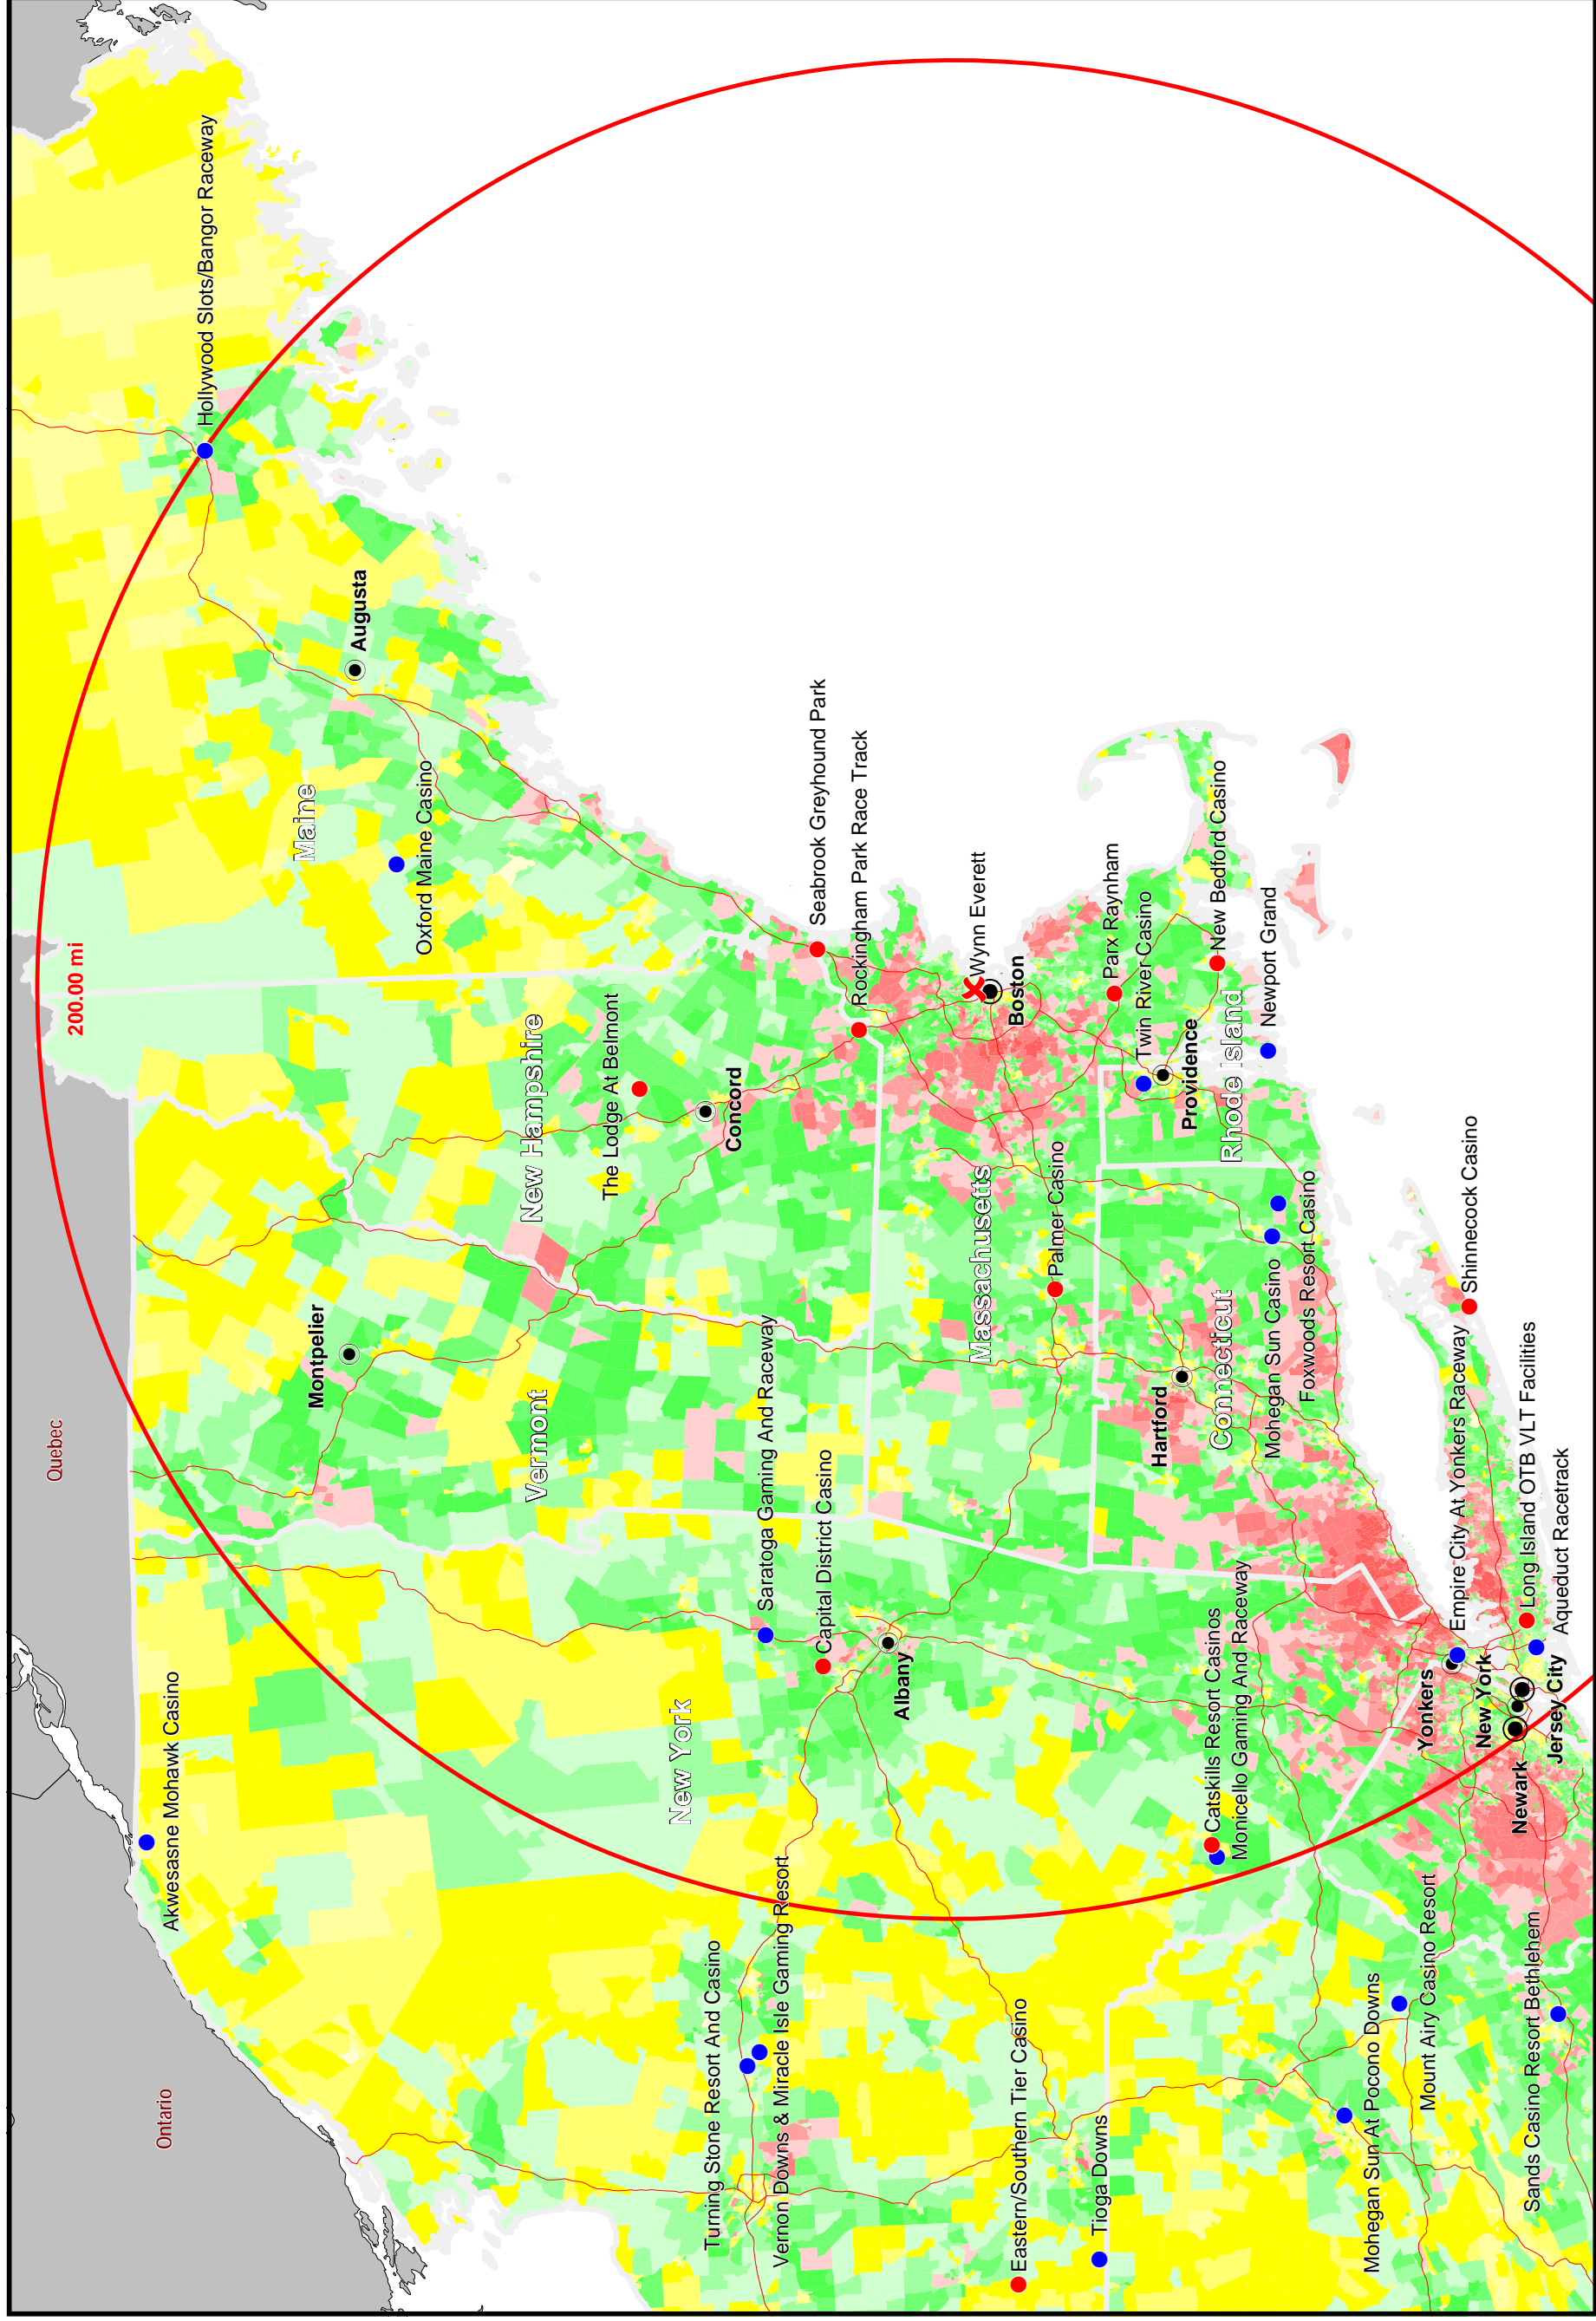 Quebec
Ontario
200.00 mi
Hollywood Slots/Bangor Raceway
Akwesasne Mohawk Casino
Maine
Augusta
Montpelier
Oxford Maine Casino
New Hampshire
Vermont
The Lodge At Belmont
New York
Concord
Turning Stone Resort And Casino
Saratoga Gaming And Raceway
Vernon Downs & Miracle Isle Gaming Resort
Seabrook Greyhound Park
Capital District Casino
Rockingham Park Race Track
Albany
Wynn Everett
Massachusetts
Boston
Eastern/Southern Tier Casino
Palmer Casino
Tioga Downs
Parx Raynham
Twin River Casino
Hartford
Providence
New Bedford Casino
Catskills Resort Casinos
Connecticut
Rhode Island
Monicello Gaming And Raceway
Newport Grand
Mohegan Sun Casino
Foxwoods Resort Casino
Mohegan Sun At Pocono Downs
Mount Airy Casino Resort
Yonkers
Empire City At Yonkers Raceway
Shinnecock Casino
New York
Newark
Long Island OTB VLT Facilities
Sands Casino Resort Bethlehem
Jersey City
Aqueduct Racetrack